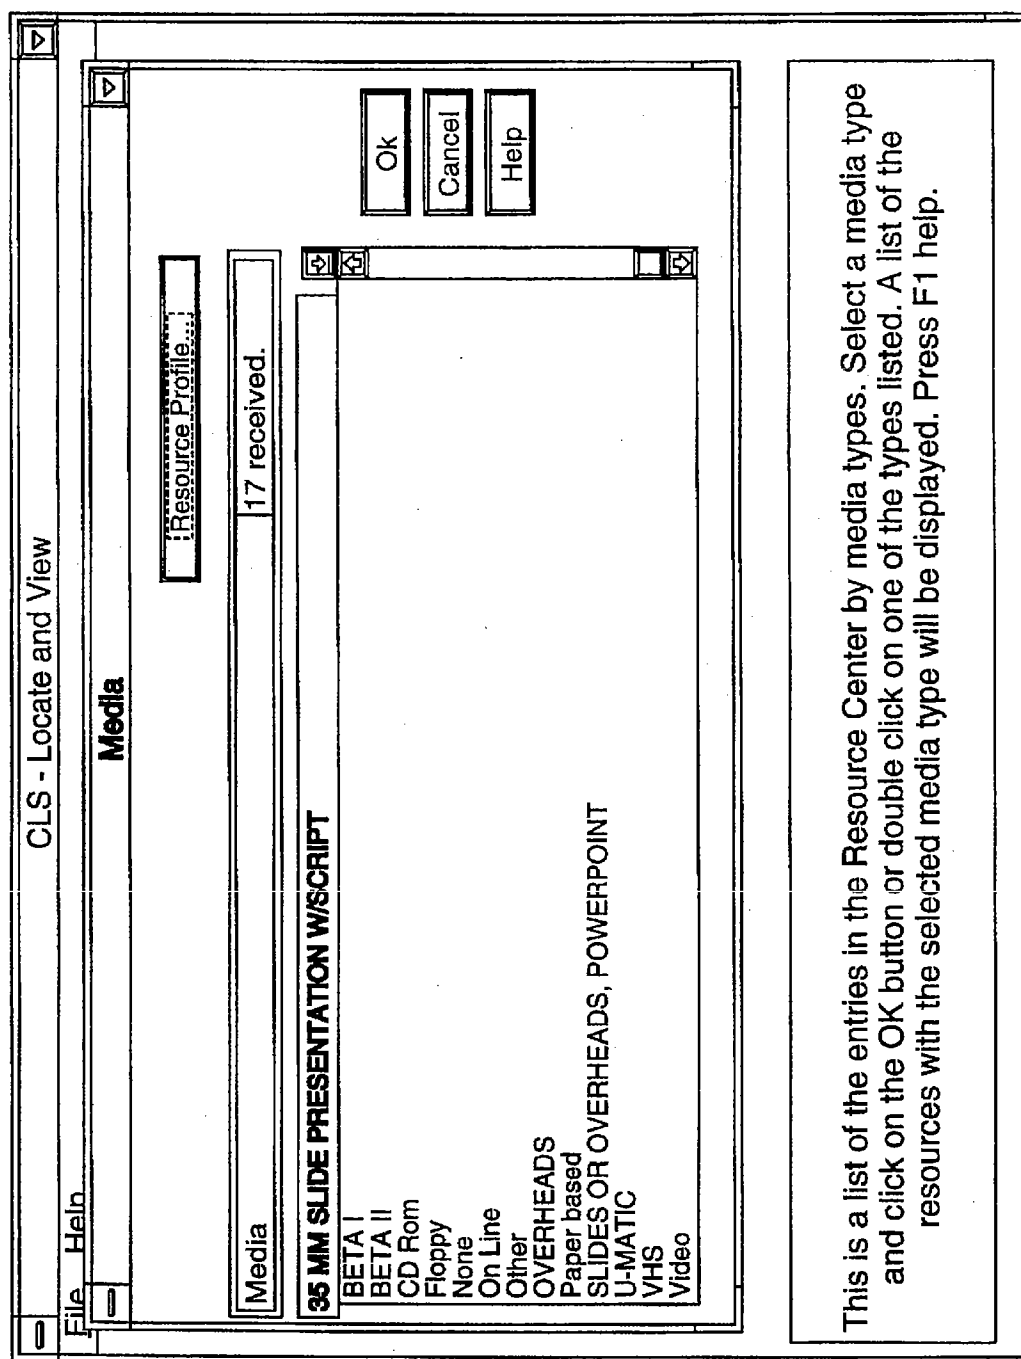 CLS - Locate and View
File Help
Media
Resource Profile...
Media 17 received.
35 MM SLIDE PRESENTATION W/SCRIPT
BETA I
BETA II
CD Rom
Floppy
None
On Line
Other
OVERHEADS
Paper based
SLIDES OR OVERHEADS, POWERPOINT
U-MATIC
VHS
Video
Ok
Cancel
Help
This is a list of the entries in the Resource Center by media types. Select a media type
and click on the OK button or double click on one of the types listed. A list of the
resources with the selected media type will be displayed. Press F1 help.